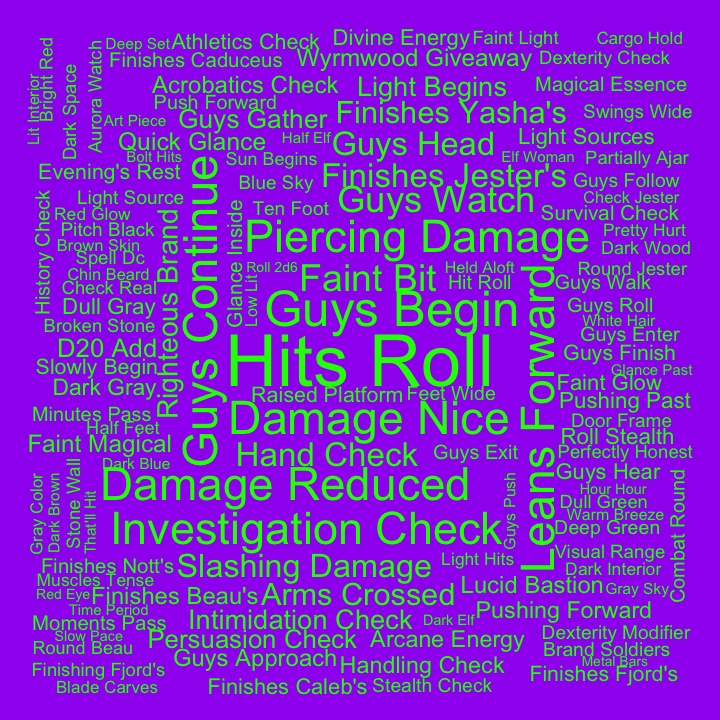 Deep Set
Athletics Check
Divine Energy
Faint Light
Cargo Hold
Finishes Caduceus
Wyrmwood Giveaway
Dexterity Check
Bright Red
Lit Interior
Dark Space
Aurora Watch
Acrobatics Check
Light Begins
Magical Essence
Push Forward
Art Piece
Guys Gather
Finishes Yasha's
Swings Wide
Quick Glance
Half Elf
Guys Head
Light Sources
Bolt Hits
Sun Begins
Elf Woman
Partially Ajar
Evening's Rest
Blue Sky
Finishes Jester's
Guys Follow
Light Source
Guys Watch
Check Jester
Red Glow
Ten Foot
Survival Check
History Check
Pitch Black
Righteous Brand
Guys Continue
Glance Inside
Piercing Damage
Pretty Hurt
Brown Skin
Dark Wood
Spell Dc
Chin Beard
Roll 2d6
Low Lit
Faint Bit
Held Aloft
Round Jester
Check Real
Hit Roll
Guys Walk
Dull Gray
Guys Begin
Guys Roll
Broken Stone
White Hair
Guys Enter
D20 Add
Hits Roll
Leans Forward
Guys Finish
Slowly Begin
Glance Past
Dark Gray
Raised Platform
Feet Wide
Faint Glow
Pushing Past
Minutes Pass
Damage Nice
Door Frame
Half Feet
Roll Stealth
Faint Magical
Hand Check
Guys Exit
Perfectly Honest
Dark Blue
Guys Hear
Gray Color
Dark Brown
Stone Wall
That'll Hit
Damage Reduced
Guys Push
Hour Hour
Dull Green
Warm Breeze
Combat Round
Investigation Check
Deep Green
Visual Range
Finishes Nott's
Slashing Damage
Light Hits
Dark Interior
Muscles Tense
Red Eye
Finishes Beau's
Arms Crossed
Lucid Bastion
Gray Sky
Time Period
Pushing Forward
Moments Pass
Intimidation Check
Dark Elf
Slow Pace
Persuasion Check
Arcane Energy
Dexterity Modifier
Round Beau
Brand Soldiers
Guys Approach
Handling Check
Metal Bars
Finishing Fjord's
Finishes Fjord's
Blade Carves
Finishes Caleb's
Stealth Check